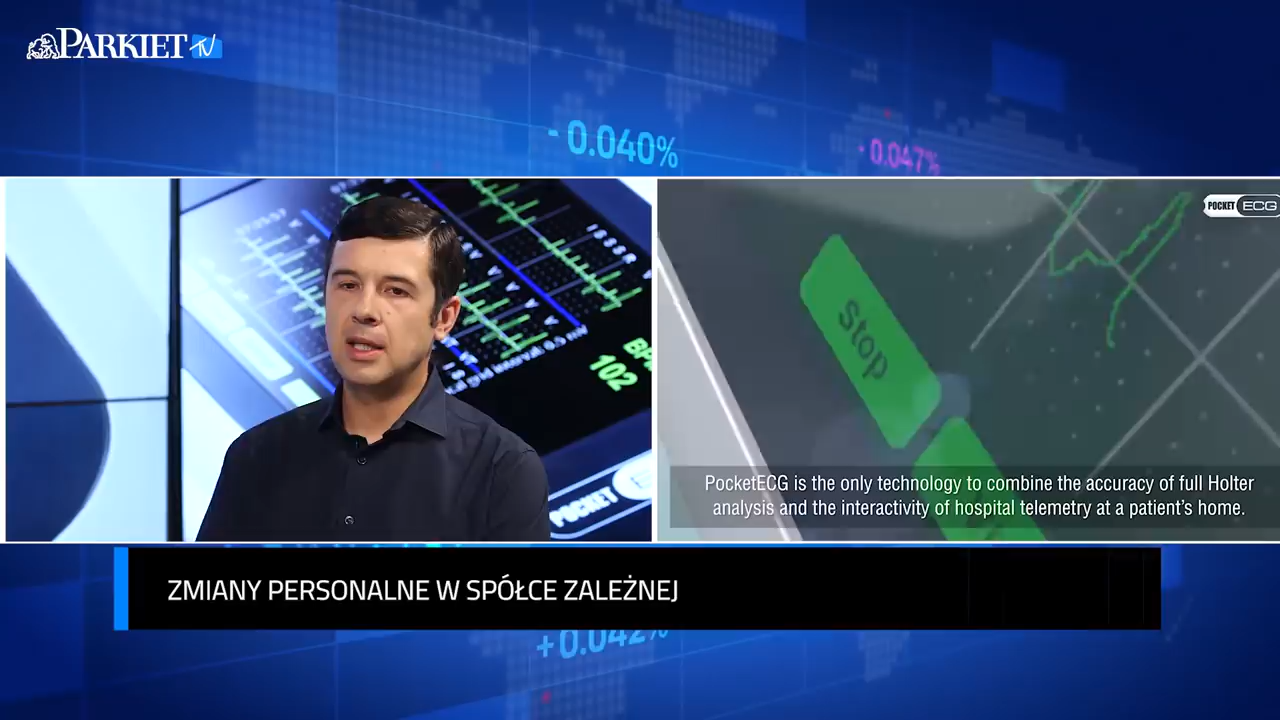 PARKIET TV
- 0.040%
- 0.047%
POCKET ECG
Stop
BP
102
PocketECG is the only technology to combine the accuracy of full Holter
analysis and the interactivity of hospital telemetry at a patient's home.
POCKET
ZMIANY PERSONALNE W SPÓŁCE ZALEŻNEJ
+0.042%